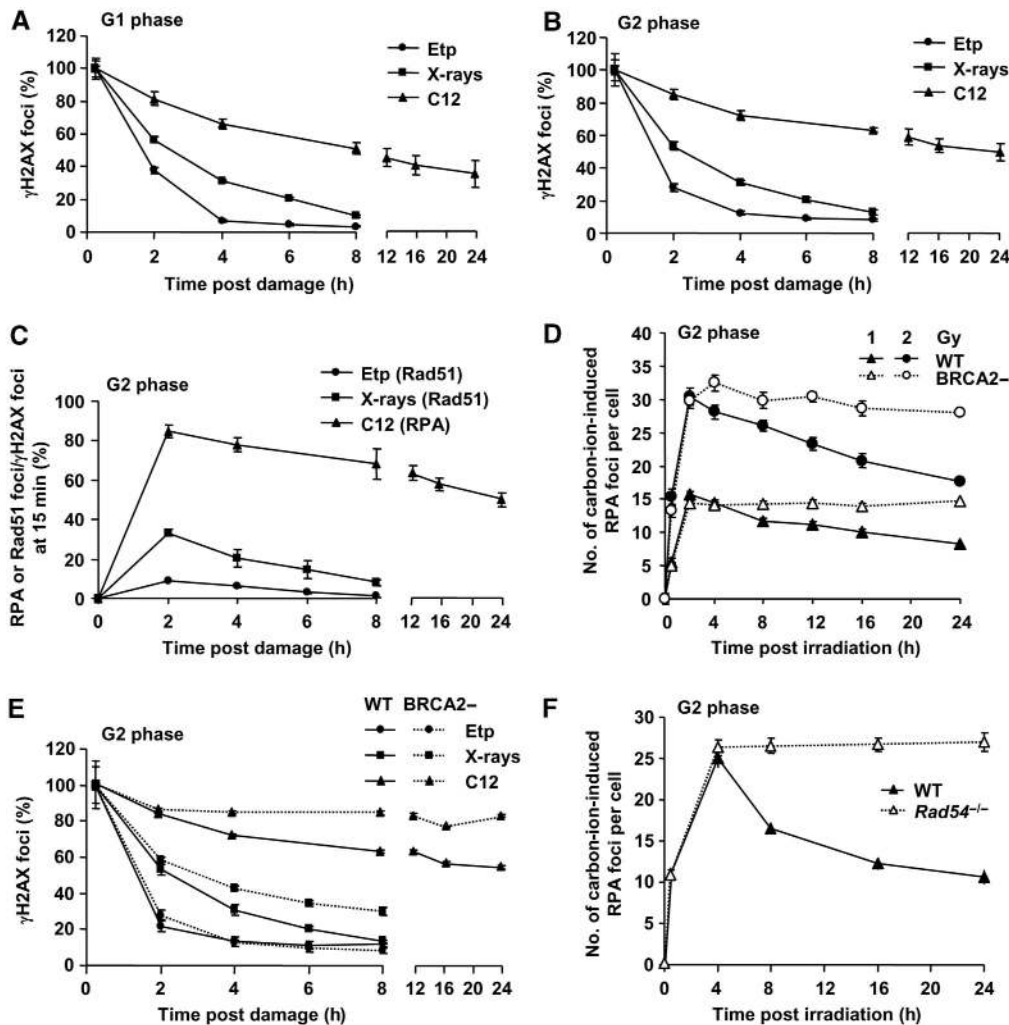 A
G1 phase
γH2AX foci (%)
120
100
80
60
40
20
0
Etp
X-rays
C12
0 2 4 6 8 12 16 20 24
Time post damage (h)
B
G2 phase
γH2AX foci (%)
120
100
80
60
40
20
0
Etp
X-rays
C12
0 2 4 6 8 12 16 20 24
Time post damage (h)
C
G2 phase
RPA or Rad51 foci/γH2AX foci
at 15 min (%)
100
80
60
40
20
0
Etp (Rad51)
X-rays (Rad51)
C12 (RPA)
0 2 4 6 8 12 16 20 24
Time post damage (h)
D
G2 phase
1 2 Gy
WT
BRCA2–
No. of carbon-ion-induced
RPA foci per cell
40
35
30
25
20
15
10
5
0
0 4 8 12 16 20 24
Time post irradiation (h)
E
WT BRCA2–
G2 phase
Etp
X-rays
C12
γH2AX foci (%)
120
100
80
60
40
20
0
0 2 4 6 8 12 16 20 24
Time post damage (h)
F
G2 phase
No. of carbon-ion-induced
RPA foci per cell
30
25
20
15
10
5
0
WT
Rad54–/–
0 4 8 12 16 20 24
Time post irradiation (h)